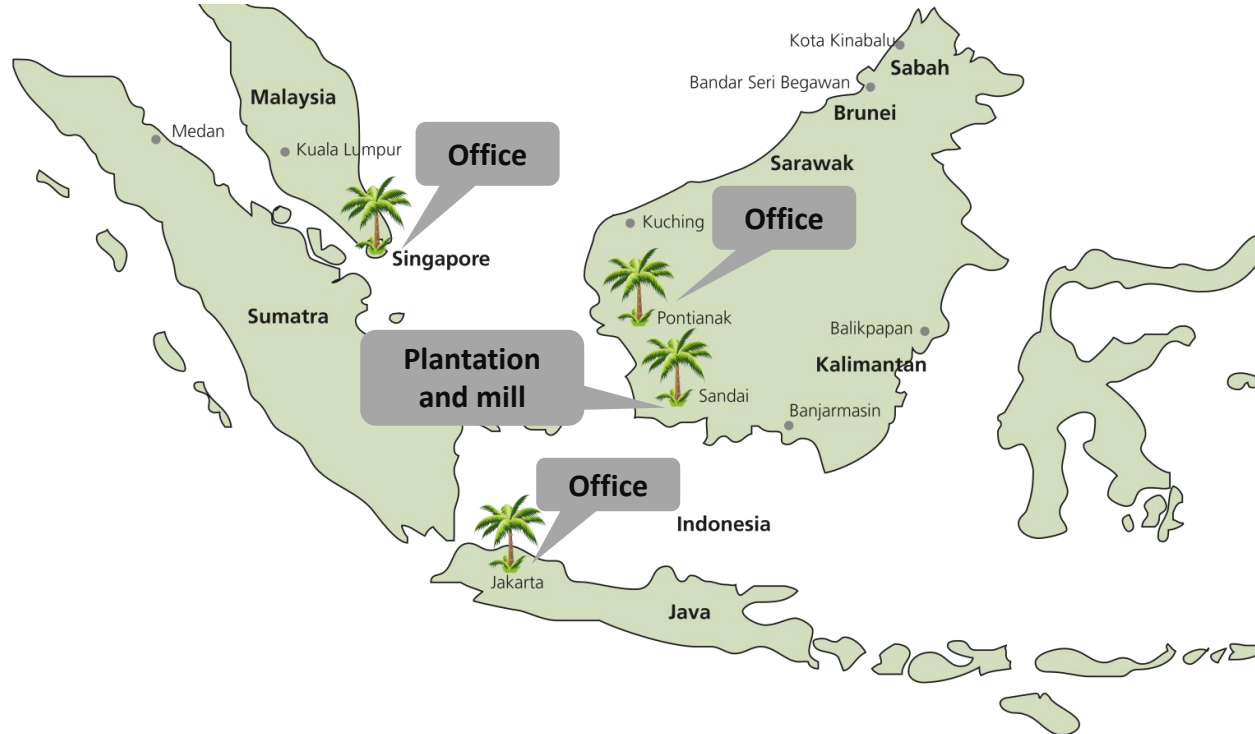 Kota Kinabalu
Sabah
Bandar Seri Begawan
Brunei
Malaysia
Medan
Kuala Lumpur
Office
Sarawak
Kuching
Office
Singapore
Sumatra
Pontianak
Balikpapan
Plantation
and mill
Kalimantan
Sandai
Banjarmasin
Office
Indonesia
Jakarta
Java